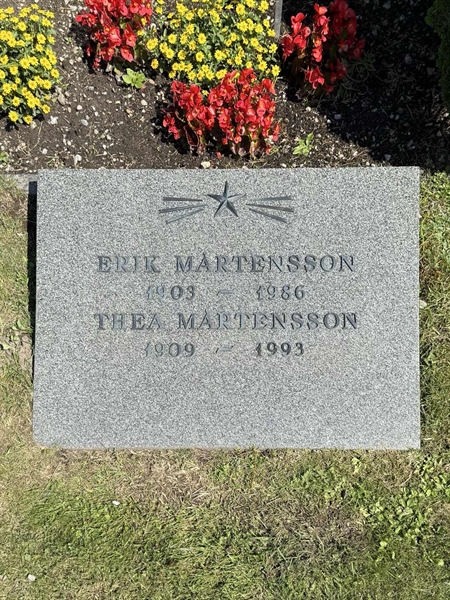 ERIK MÅRTENSSON
1903 — 1986
THEA MÅRTENSSON
1909 — 1993